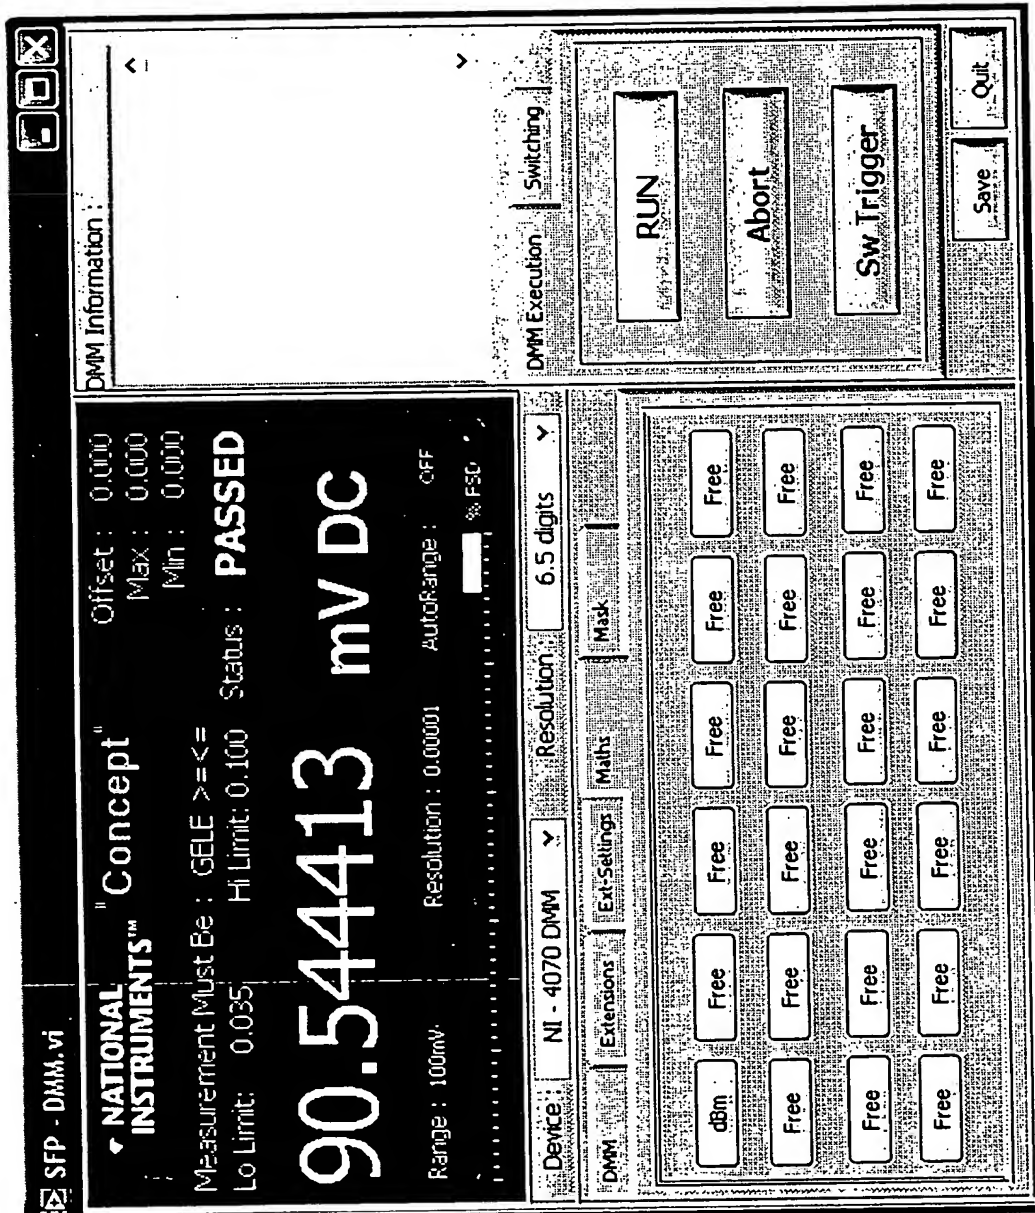 SFP - DMM.vi
NATIONAL INSTRUMENTS™ "Concept"
Offset : 0.000
Max : 0.000
Min : 0.000
Measurement Must Be : GELE >=<=
Lo Limit: 0.035 Hi Limit: 0.100 Status : PASSED
90.544413 mV DC
Range : 100mV Resolution : 0.00001 AutoRange : OFF
% FSD
Device : NI - 4070 DMM Resolution 6.5 digits
DMM Extensions Ext-Settings Maths Mask
dBm Free Free Free Free Free
Free Free Free Free Free Free
Free Free Free Free Free Free
Free Free Free Free Free Free
DMM Information :
DMM Execution Switching
RUN
Abort
Sw Trigger
Save Quit